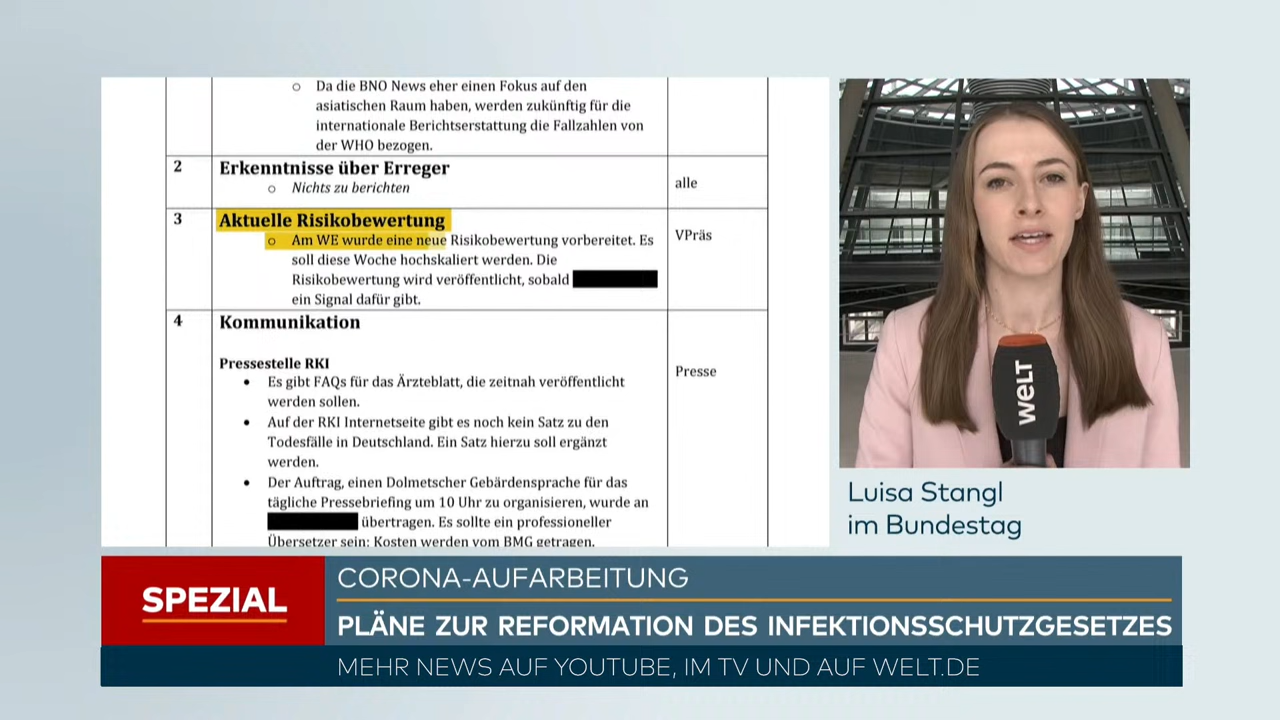 Da die BNO News eher einen Fokus auf den
asiatischen Raum haben, werden zukünftig für die
internationale Berichtserstattung die Fallzahlen von
der WHO bezogen.
2 Erkenntnisse über Erreger
Nichts zu berichten
alle
3 Aktuelle Risikobewertung
Am WE wurde eine neue Risikobewertung vorbereitet. Es
soll diese Woche hochskaliert werden. Die
Risikobewertung wird veröffentlicht, sobald
ein Signal dafür gibt.
VPräs
4 Kommunikation
Pressestelle RKI
Es gibt FAQs für das Ärzteblatt, die zeitnah veröffentlicht
werden sollen.
Auf der RKI Internetseite gibt es noch kein Satz zu den
Todesfälle in Deutschland. Ein Satz hierzu soll ergänzt
werden.
Der Auftrag, einen Dolmetscher Gebärdensprache für das
tägliche Pressebriefing um 10 Uhr zu organisieren, wurde an
übertragen. Es sollte ein professioneller
Übersetzer sein; Kosten werden vom BMG getragen.
Presse
welt
Luisa Stangl
im Bundestag
SPEZIAL
CORONA-AUFARBEITUNG
PLÄNE ZUR REFORMATION DES INFEKTIONSSCHUTZGESETZES
MEHR NEWS AUF YOUTUBE, IM TV UND AUF WELT.DE